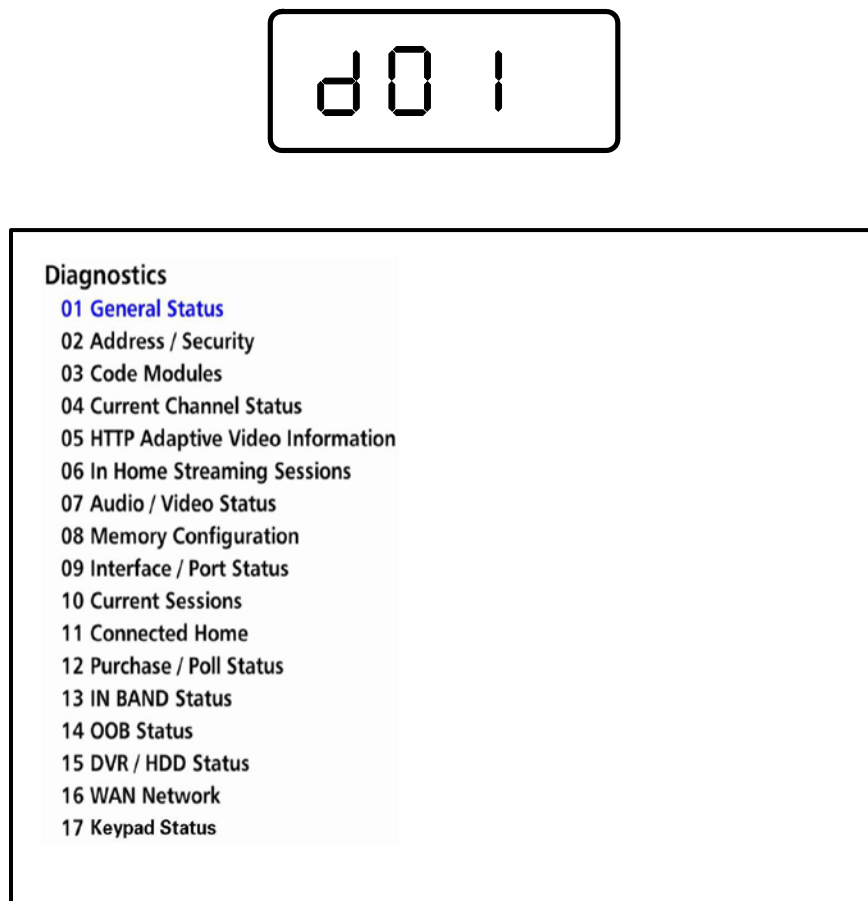 d01
Diagnostics
01 General Status
02 Address / Security
03 Code Modules
04 Current Channel Status
05 HTTP Adaptive Video Information
06 In Home Streaming Sessions
07 Audio / Video Status
08 Memory Configuration
09 Interface / Port Status
10 Current Sessions
11 Connected Home
12 Purchase / Poll Status
13 IN BAND Status
14 OOB Status
15 DVR / HDD Status
16 WAN Network
17 Keypad Status